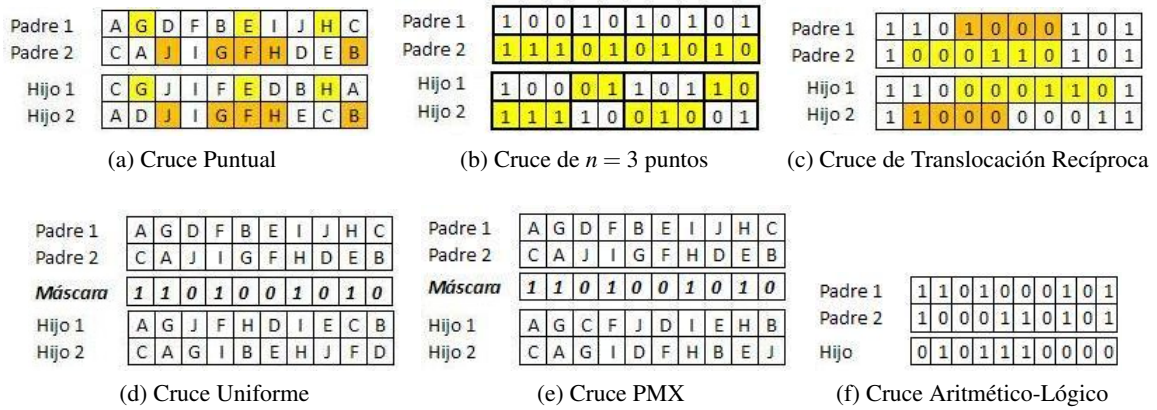 Padre 1 A G D F B E I J H C
Padre 2 C A J I G F H D E B
Hijo 1 C G J I F E D B H A
Hijo 2 A D J I G F H E C B
(a) Cruce Puntual
Padre 1 1 0 0 1 0 1 0 1 0 1
Padre 2 1 1 1 0 1 0 1 0 1 0
Hijo 1 1 0 0 0 1 1 0 1 1 0
Hijo 2 1 1 1 1 0 0 1 0 0 1
(b) Cruce de n = 3 puntos
Padre 1 1 1 0 1 0 0 0 1 0 1
Padre 2 1 0 0 0 1 1 0 1 0 1
Hijo 1 1 1 0 0 0 0 1 1 0 1
Hijo 2 1 1 0 0 0 0 0 0 1 1
(c) Cruce de Translocación Recíproca
Padre 1 A G D F B E I J H C
Padre 2 C A J I G F H D E B
Máscara 1 1 0 1 0 0 1 0 1 0
Hijo 1 A G J F H D I E C B
Hijo 2 C A G I B E H J F D
(d) Cruce Uniforme
Padre 1 A G D F B E I J H C
Padre 2 C A J I G F H D E B
Máscara 1 1 0 1 0 0 1 0 1 0
Hijo 1 A G C F J D I E H B
Hijo 2 C A G I D F H B E J
(e) Cruce PMX
Padre 1 1 1 0 1 0 0 0 1 0 1
Padre 2 1 0 0 0 1 1 0 1 0 1
Hijo 0 1 0 1 1 1 0 0 0 0
(f) Cruce Aritmético-Lógico